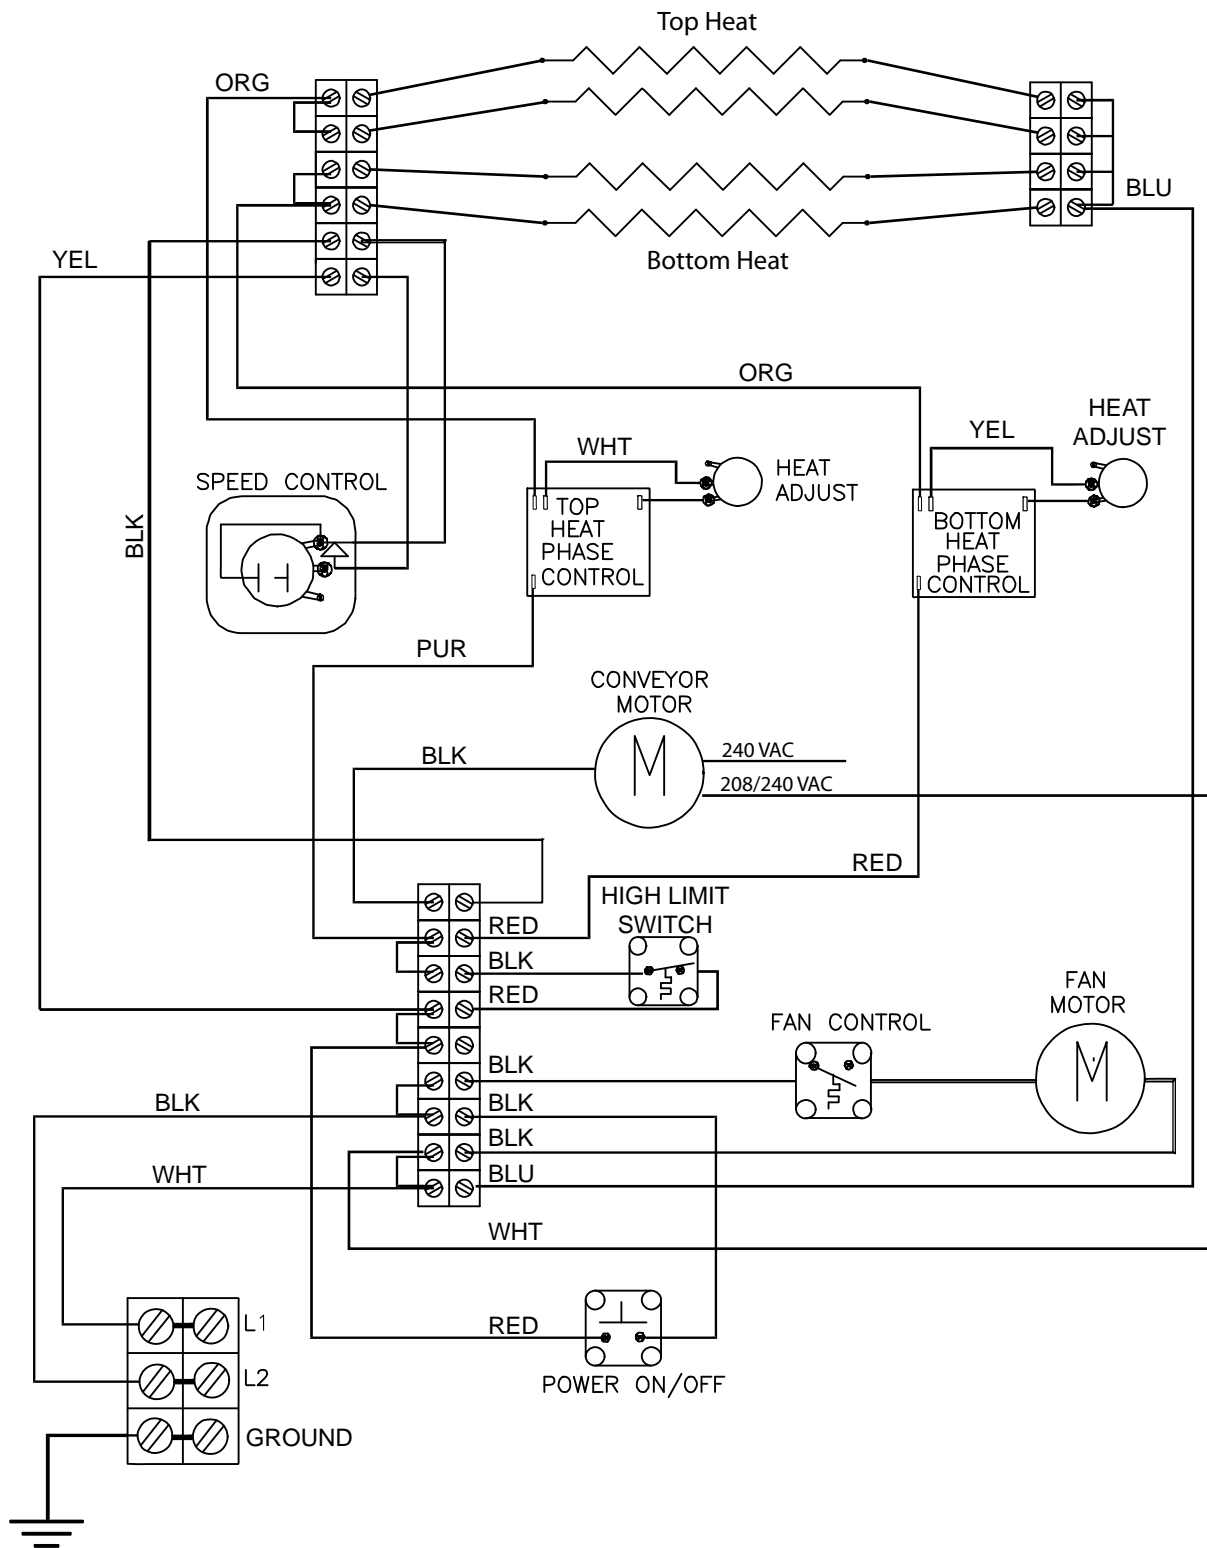 Top Heat
ORG
BLU
YEL
Bottom Heat
ORG
HEAT
ADJUST
YEL
WHT
HEAT
ADJUST
SPEED CONTROL
BLK
TOP
HEAT
PHASE
CONTROL
BOTTOM
HEAT
PHASE
CONTROL
PUR
CONVEYOR
MOTOR
M
240 VAC
208/240 VAC
BLK
RED
HIGH LIMIT
SWITCH
RED
BLK
RED
FAN
MOTOR
FAN CONTROL
M
BLK
BLK
BLK
BLK
WHT
BLU
WHT
L1
RED
L2
POWER ON/OFF
GROUND